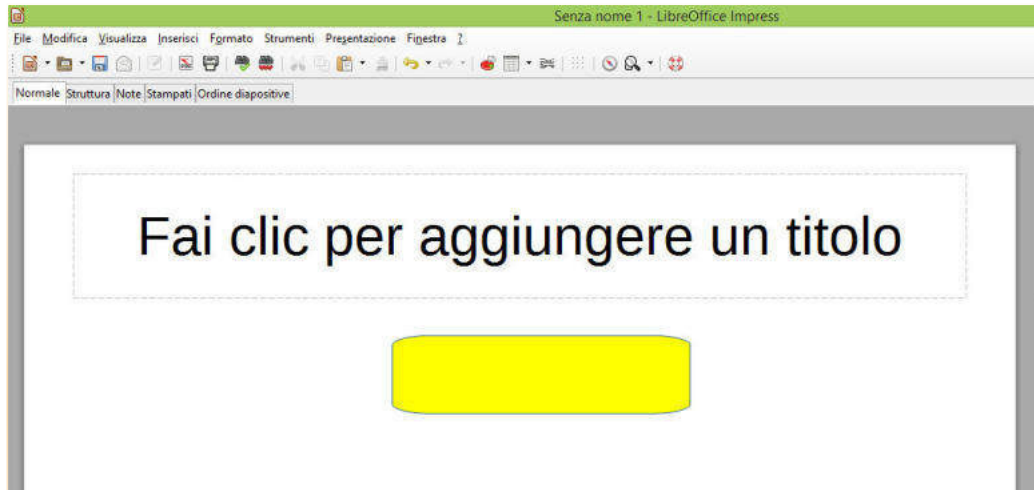 Senza nome 1 - LibreOffice Impress
File Modifica Visualizza Inserisci Formato Strumenti Presentazione Finestra ?
Normale Struttura Note Stampati Ordine diapositive
Fai clic per aggiungere un titolo